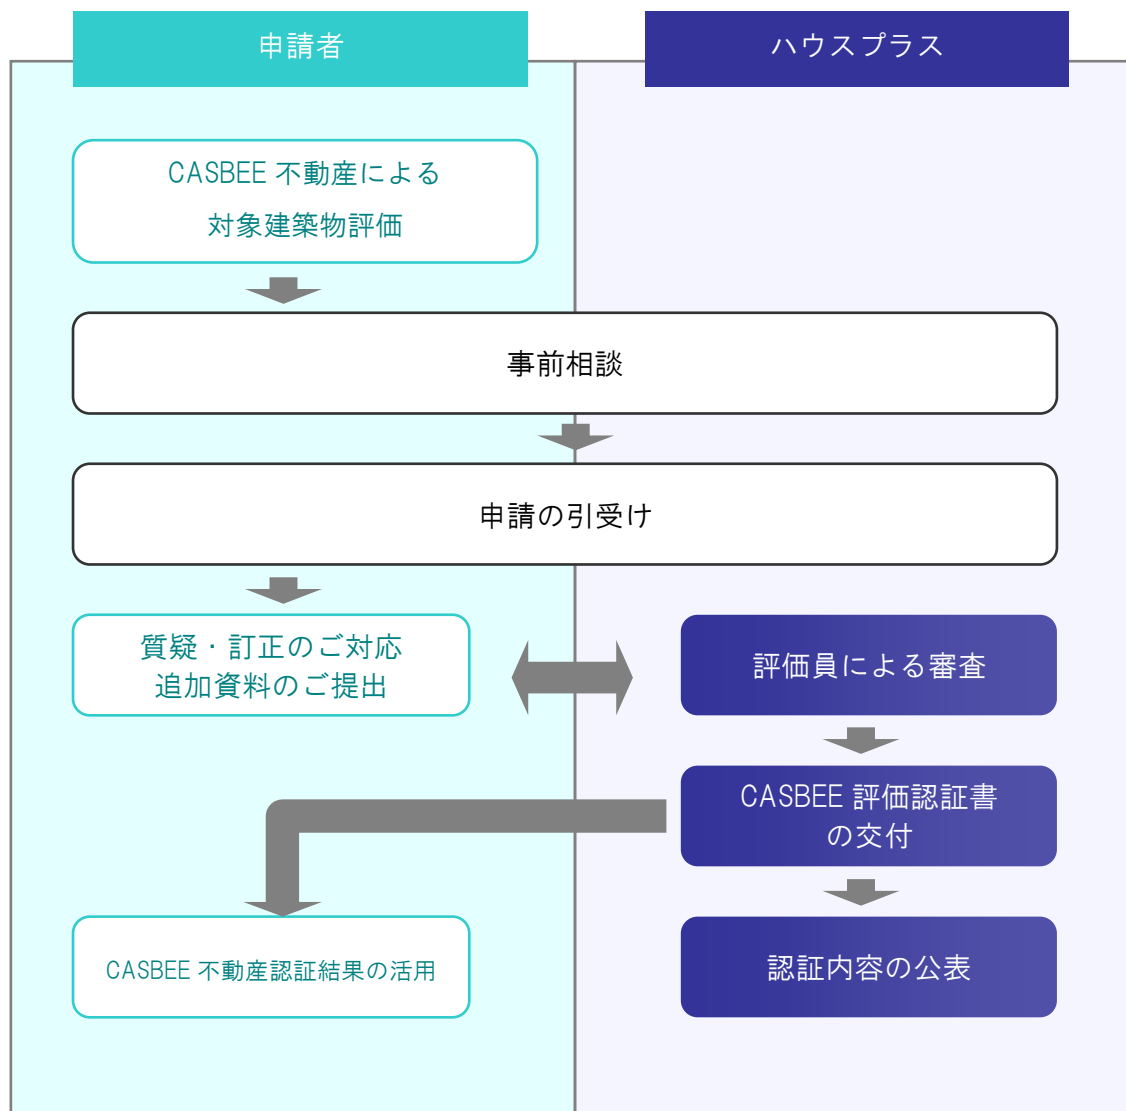 申請者
ハウスプラス
CASBEE 不動産による
対象建築物評価
事前相談
申請の引受け
質疑・訂正のご対応
追加資料のご提出
評価員による審査
CASBEE 評価認証書
の交付
CASBEE 不動産認証結果の活用
認証内容の公表